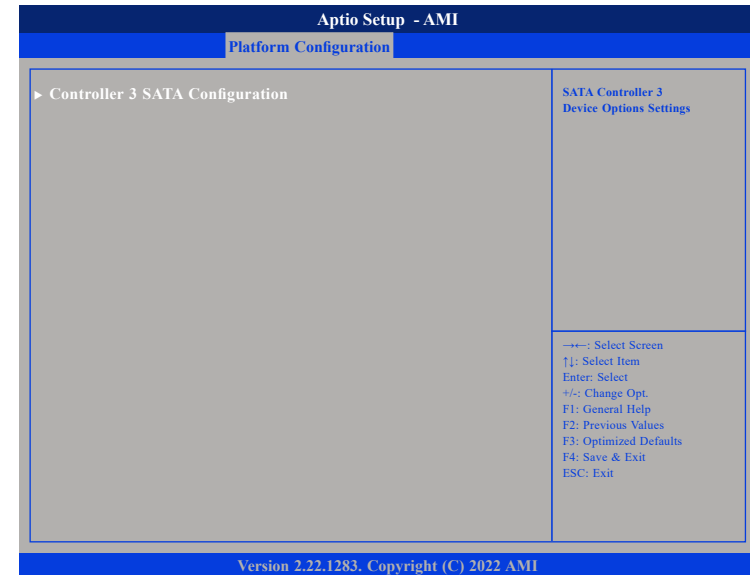 Aptio Setup - AMI
Platform Configuration
► Controller 3 SATA Configuration
SATA Controller 3
Device Options Settings
→←: Select Screen
↑↓: Select Item
Enter: Select
+/-: Change Opt.
F1: General Help
F2: Previous Values
F3: Optimized Defaults
F4: Save & Exit
ESC: Exit
Version 2.22.1283. Copyright (C) 2022 AMI